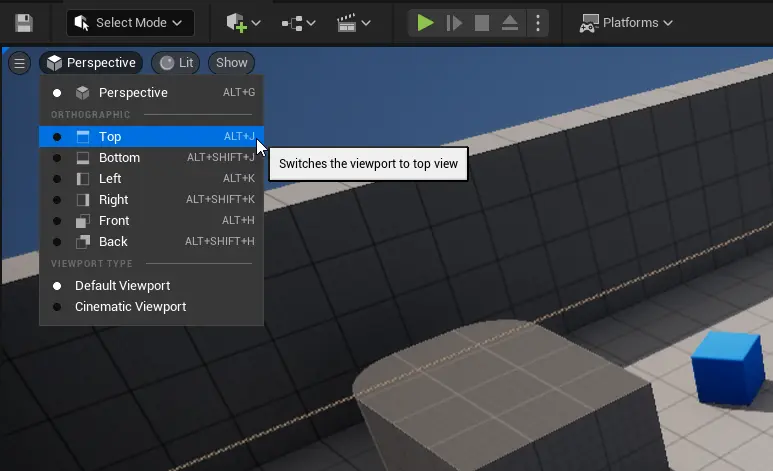 Select Mode
Platforms
Perspective Lit Show
Perspective ALT+G
ORTHOGRAPHIC
Top ALT+J
Switches the viewport to top view
Bottom ALT+SHIFT+J
Left ALT+K
Right ALT+SHIFT+K
Front ALT+H
Back ALT+SHIFT+H
VIEWPORT TYPE
Default Viewport
Cinematic Viewport